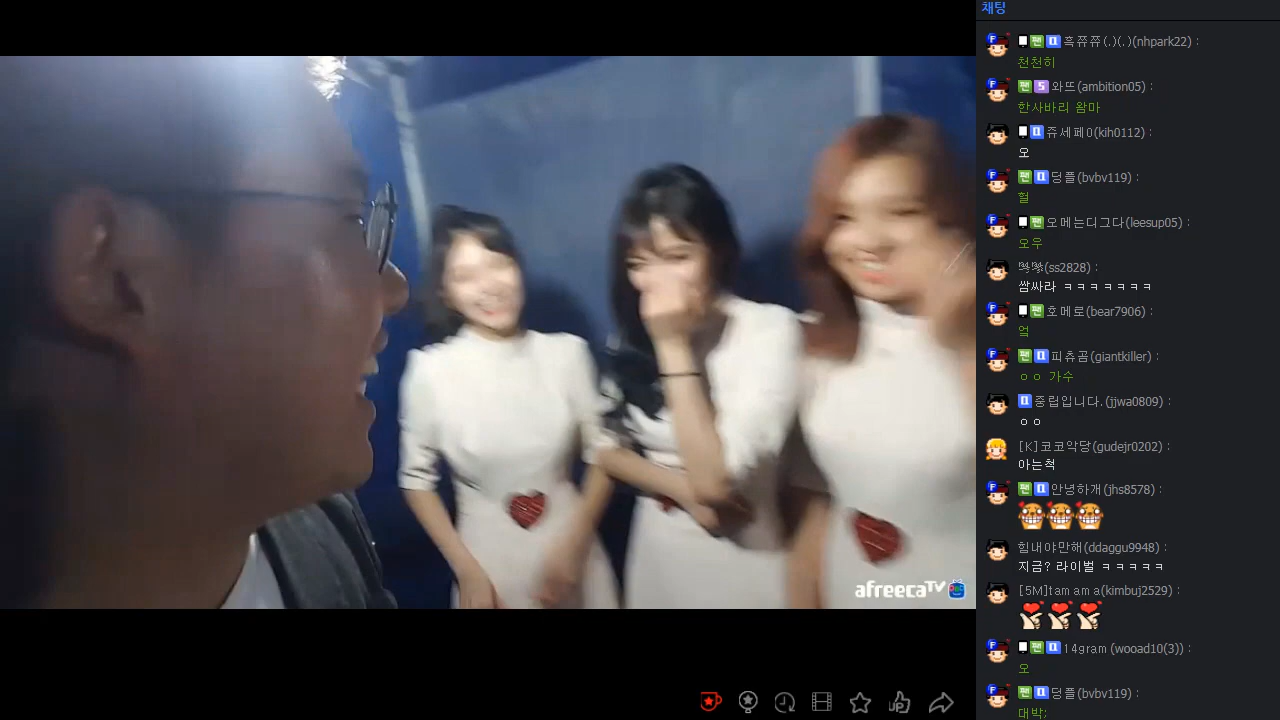 채팅
흑쮸쮸(.)(.)(nhpark22) :
천천히
와뜨(ambition05) :
한사바리 왐마
쥬세페0(kih0112) :
오
덩플(bvbv119) :
헐
오메는디그다(leesup05) :
오우
(ss2828) :
쌈싸라 ㅋㅋㅋㅋㅋㅋㅋ
호메로(bear7906) :
엌
피츄곰(giantkiller) :
ㅇㅇ 가수
중립입니다.(jjwa0809) :
ㅇㅇ
[K]코코악당(gudejr0202) :
아는척
안녕하개(jhs8578) :
힘내야만해(ddaggu9948) :
지금? 라이벌 ㅋㅋㅋㅋㅋ
[5M]tamama(kimbuj2529) :
14gram(wooad10(3)) :
오
덩플(bvbv119) :
대박;
afreecaTV
UP